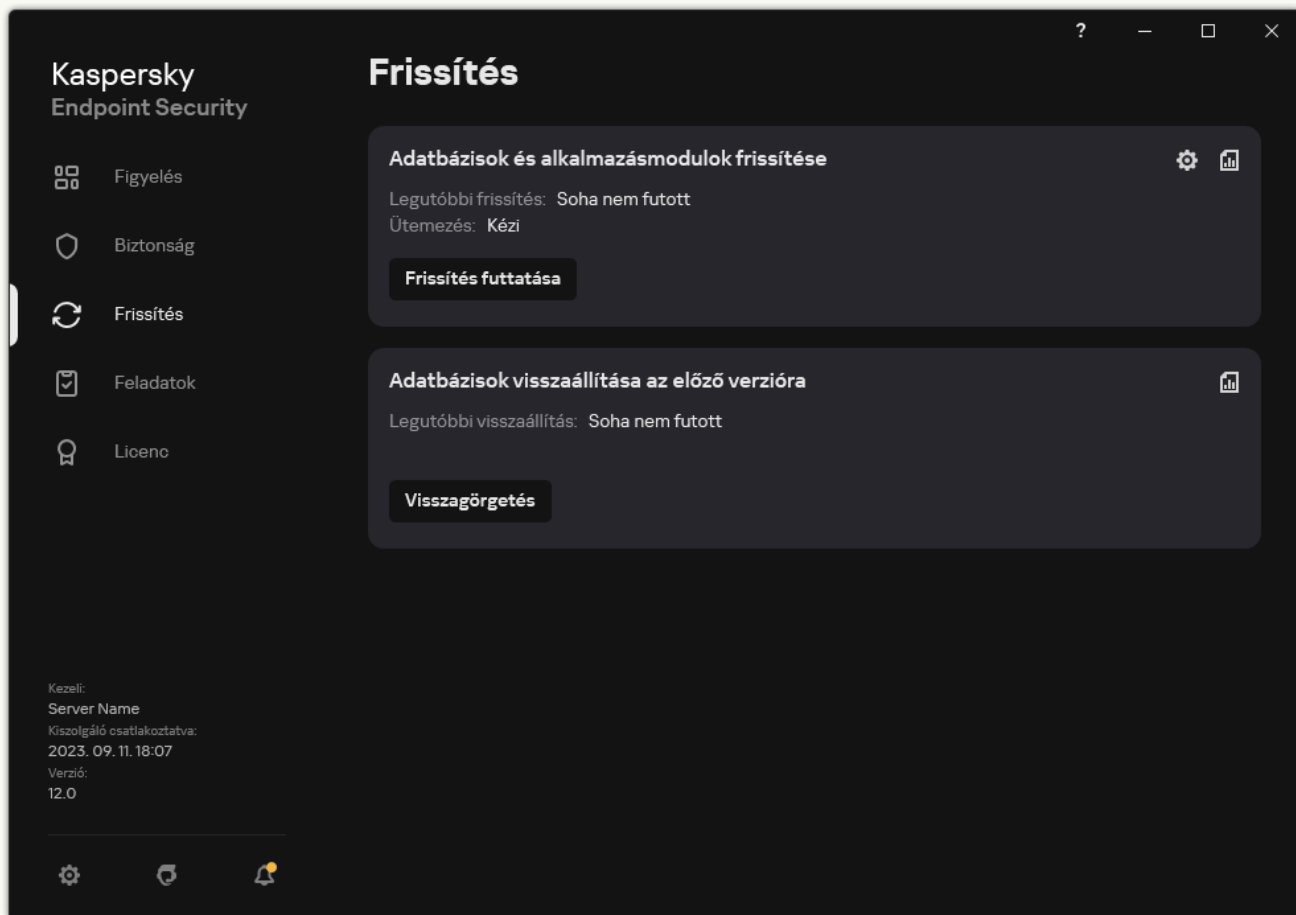 ?
Kaspersky
Endpoint Security
Figyelés
Biztonság
Frissítés
Feladatok
Licenc
Kezeli:
Server Name
Kiszolgáló csatlakoztatva:
2023. 09. 11. 18:07
Verzió:
12.0
Frissítés
Adatbázisok és alkalmazásmodulok frissítése
Legutóbbi frissítés: Soha nem futott
Ütemezés: Kézi
Frissítés futtatása
Adatbázisok visszaállítása az előző verzióra
Legutóbbi visszaállítás: Soha nem futott
Visszagörgetés